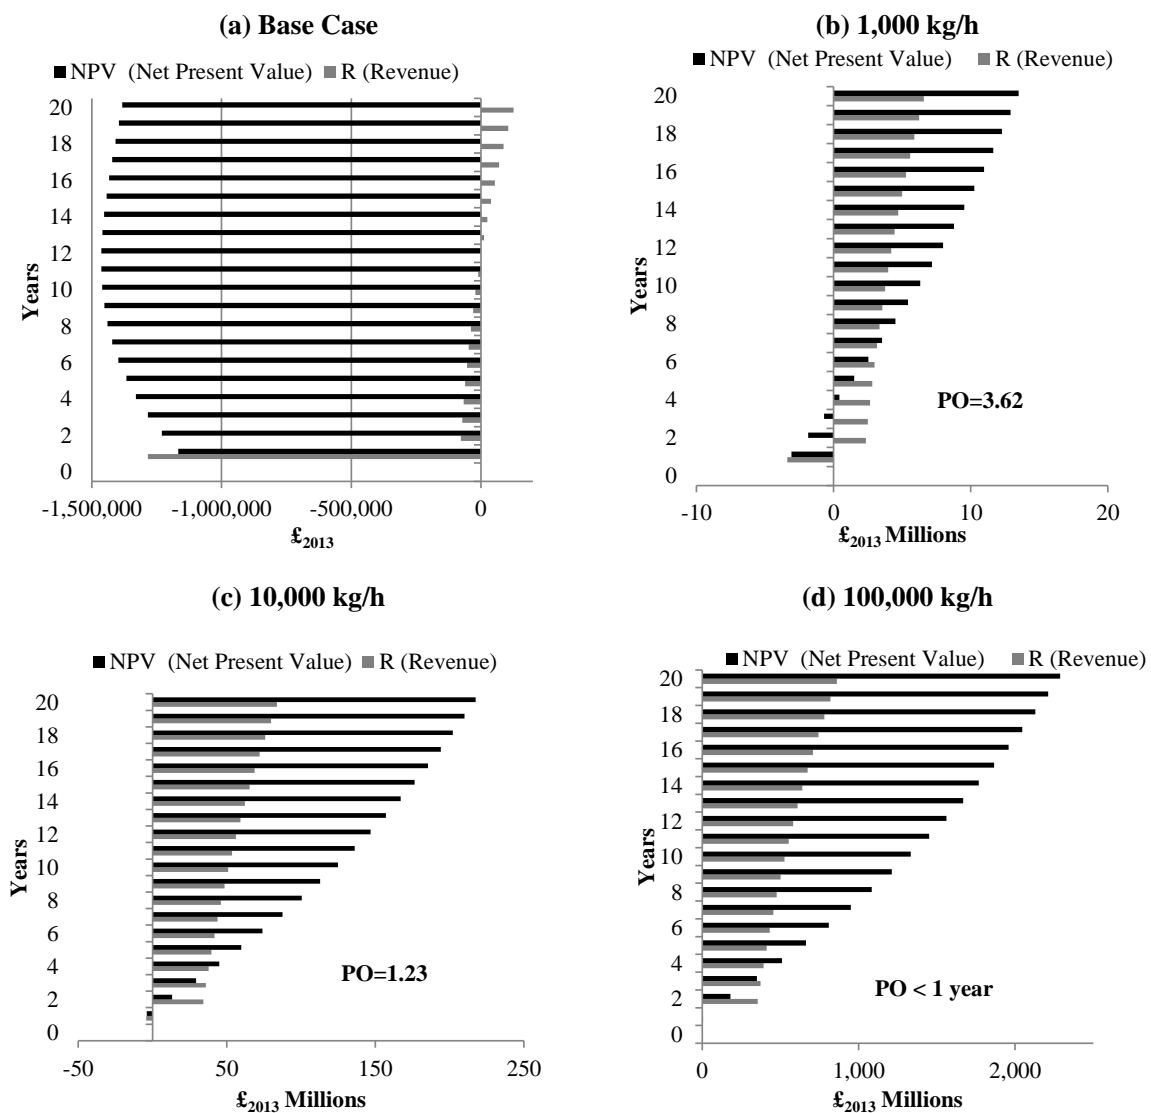 (a) Base Case
NPV (Net Present Value) R (Revenue)
20
18
16
14
12
10
8
6
4
2
0
Years
-1,500,000 -1,000,000 -500,000 0
£2013
(b) 1,000 kg/h
NPV (Net Present Value) R (Revenue)
20
18
16
14
12
10
8
6
4
2
0
Years
PO=3.62
-10 0 10 20
£2013 Millions
(c) 10,000 kg/h
NPV (Net Present Value) R (Revenue)
20
18
16
14
12
10
8
6
4
2
0
Years
PO=1.23
-50 50 150 250
£2013 Millions
(d) 100,000 kg/h
NPV (Net Present Value) R (Revenue)
20
18
16
14
12
10
8
6
4
2
0
Years
PO < 1 year
0 1,000 2,000
£2013 Millions